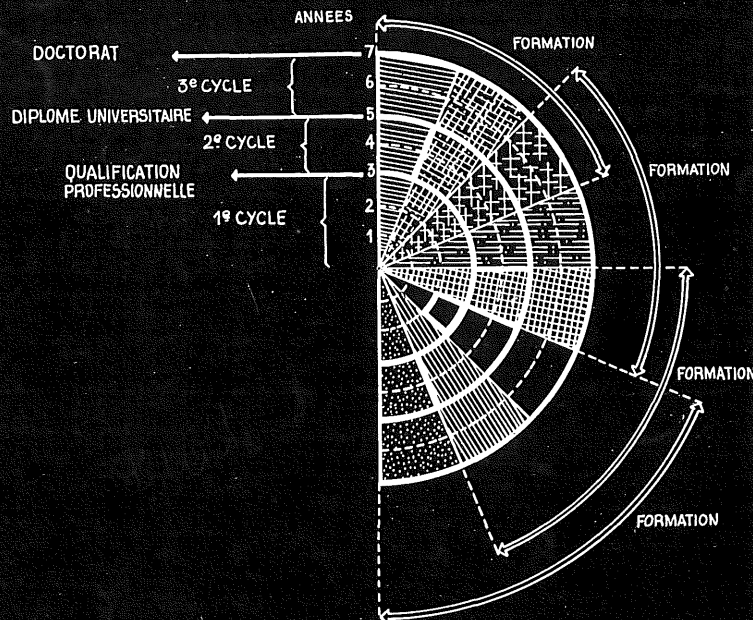 ANNEES
DOCTORAT
7
FORMATION
3e CYCLE
6
DIPLOME UNIVERSITAIRE
5
2e CYCLE
4
QUALIFICATION
PROFESSIONNELLE
3
FORMATION
1e CYCLE
2
1
FORMATION
FORMATION